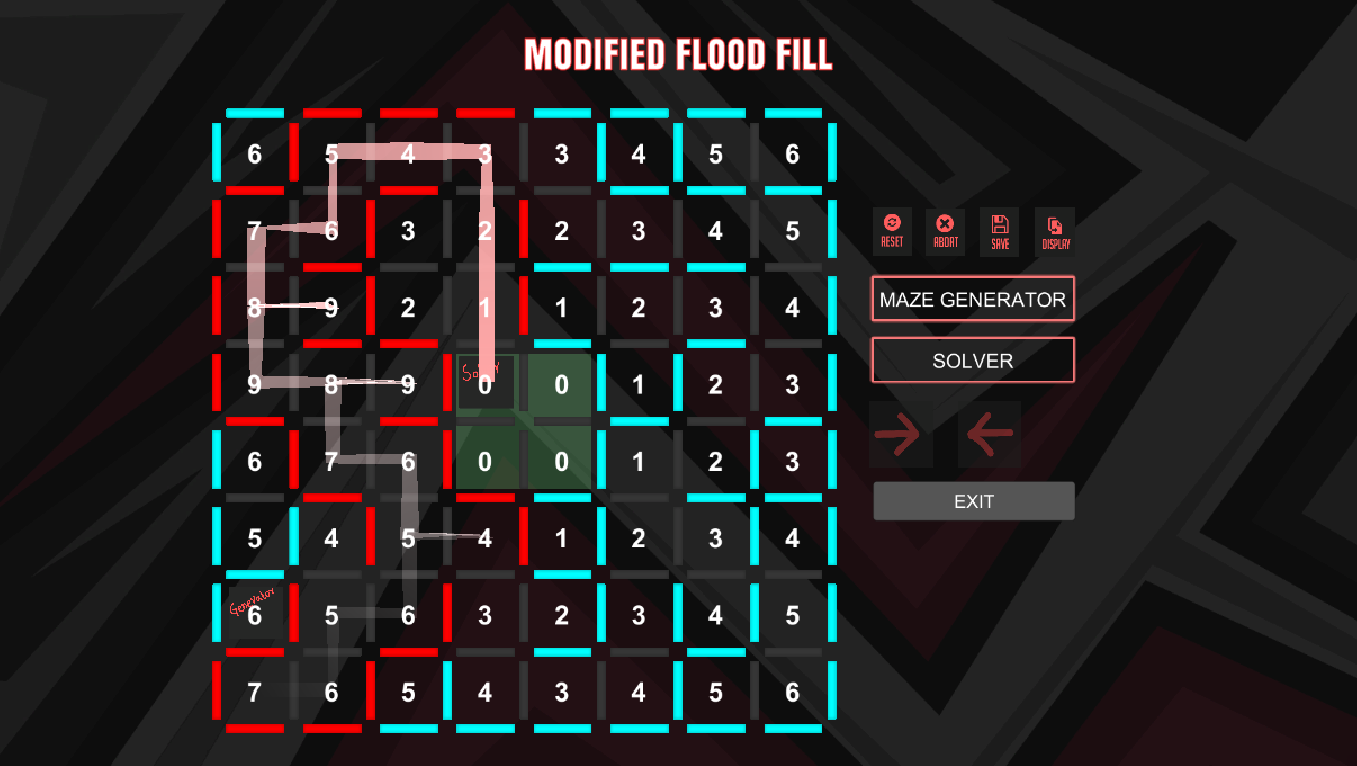 MODIFIED FLOOD FILL
6 5 4 3 3 4 5 6
7 6 3 2 2 3 4 5
RESET ABORT SAVE DISPLAY
MAZE GENERATOR
8 9 2 1 1 2 3 4
SOLVER
9 8 9 0 0 1 2 3
6 7 6 0 0 1 2 3
EXIT
5 4 5 4 1 2 3 4
Generator
6 5 6 3 2 3 4 5
7 6 5 4 3 4 5 6